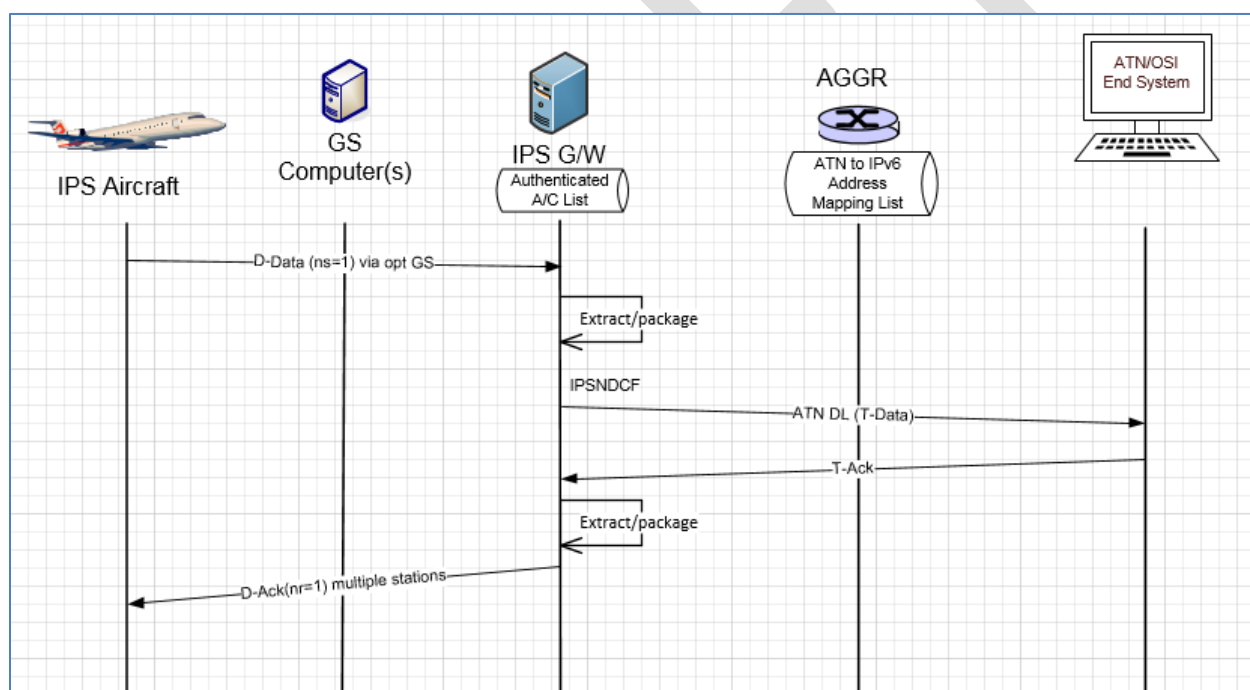 IPS Aircraft
GS
Computer(s)
IPS G/W
Authenticated
A/C List
AGGR
ATN to IPv6
Address
Mapping List
ATN/OSI
End System
D-Data (ns=1) via opt GS
Extract/package
IPSNDCF
ATN DL (T-Data)
T-Ack
Extract/package
D-Ack(nr=1) multiple stations